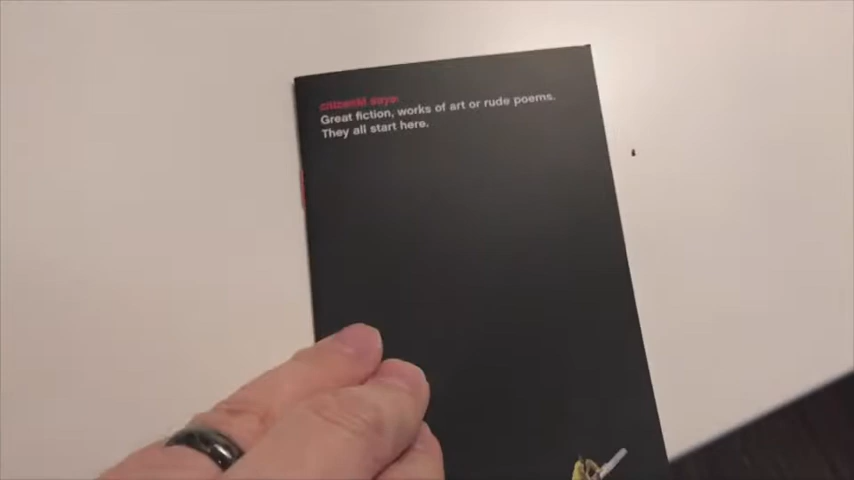 citizenM says:
Great fiction, works of art or rude poems.
They all start here.